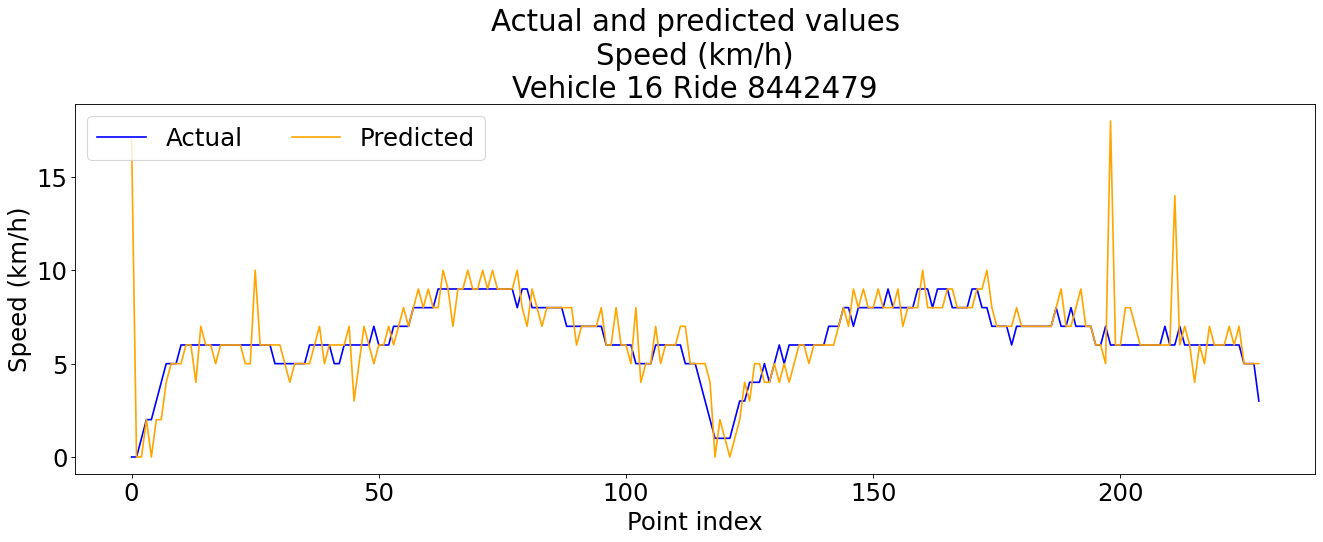 Actual and predicted values
Speed (km/h)
Vehicle 16 Ride 8442479
Actual
Predicted
Speed (km/h)
15
10
5
0
0
50
100
150
200
Point index